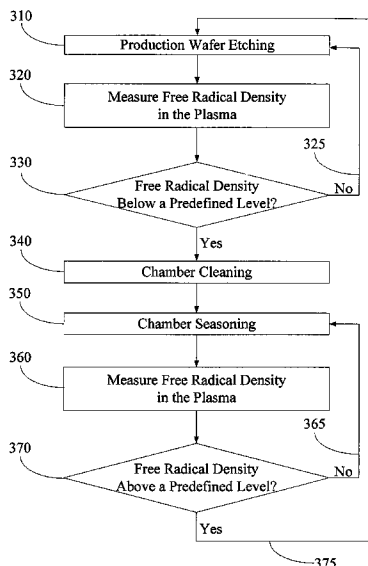 310
Production Wafer Etching
320
Measure Free Radical Density
in the Plasma
325
330
Free Radical Density
Below a Predefined Level?
No
Yes
340
Chamber Cleaning
350
Chamber Seasoning
360
Measure Free Radical Density
in the Plasma
365
370
Free Radical Density
Above a Predefined Level?
No
Yes
375